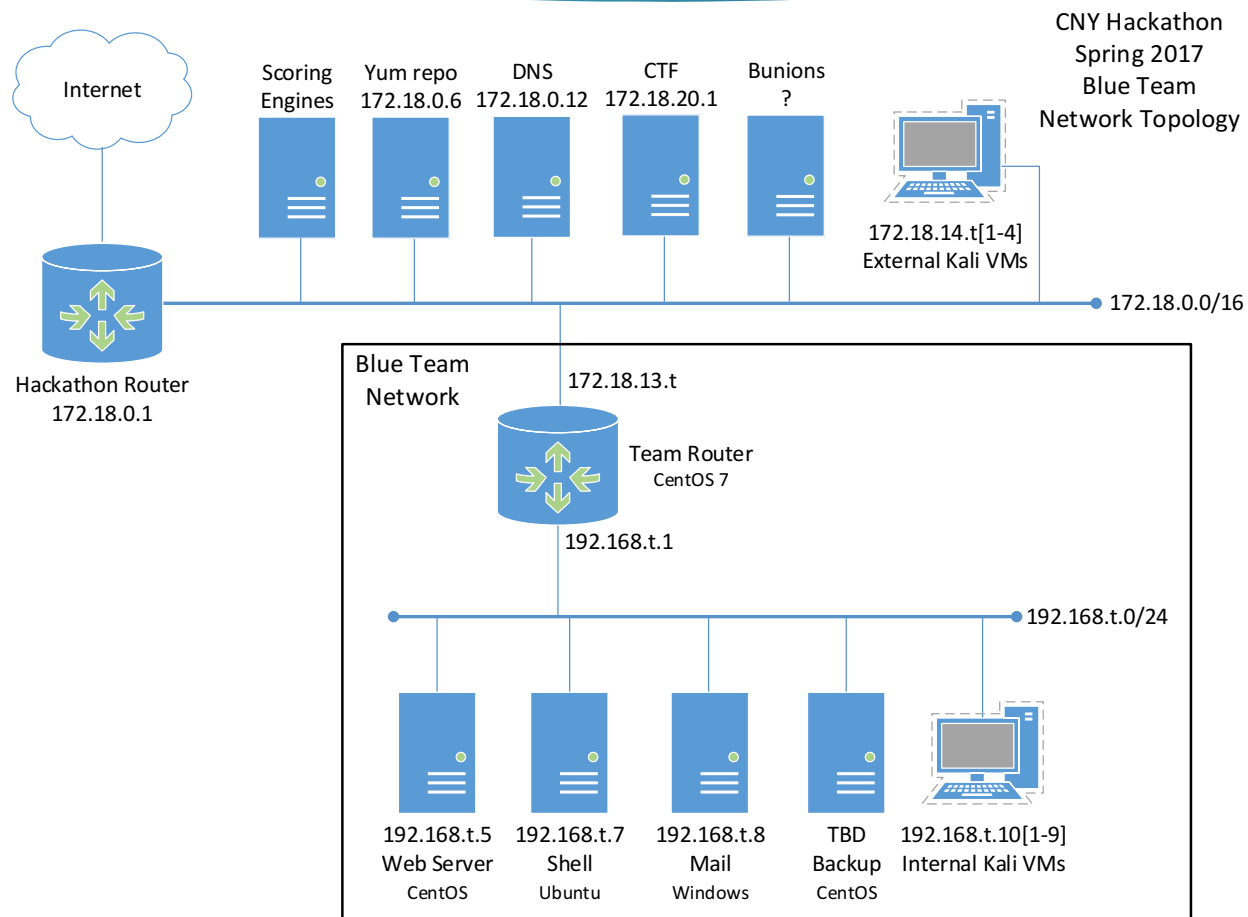 CNY Hackathon
Spring 2017
Blue Team
Network Topology
Internet
Scoring
Engines
Yum repo
172.18.0.6
DNS
172.18.0.12
CTF
172.18.20.1
Bunions
?
172.18.14.t[1-4]
External Kali VMs
172.18.0.0/16
Hackathon Router
172.18.0.1
Blue Team
Network
172.18.13.t
Team Router
CentOS 7
192.168.t.1
192.168.t.0/24
192.168.t.5
Web Server
CentOS
192.168.t.7
Shell
Ubuntu
192.168.t.8
Mail
Windows
TBD
Backup
CentOS
192.168.t.10[1-9]
Internal Kali VMs